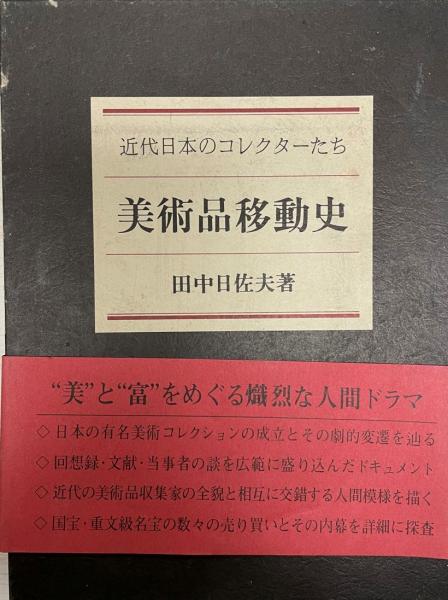 近代日本のコレクターたち
美術品移動史
田中日佐夫著
“美”と“富”をめぐる熾烈な人間ドラマ
◇日本の有名美術コレクションの成立とその劇的変遷を辿る
◇回想録・文献・当事者の談を広範に盛り込んだドキュメント
◇近代の美術品収集家の全貌と相互に交錯する人間模様を描く
◇国宝・重文級名宝の数々の売り買いとその内幕を詳細に探査